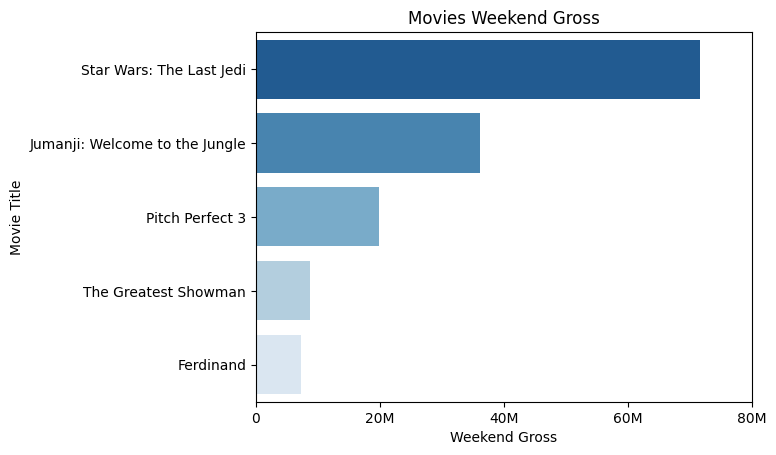 Movies Weekend Gross
Movie Title
Star Wars: The Last Jedi
Jumanji: Welcome to the Jungle
Pitch Perfect 3
The Greatest Showman
Ferdinand
0 20M 40M 60M 80M
Weekend Gross